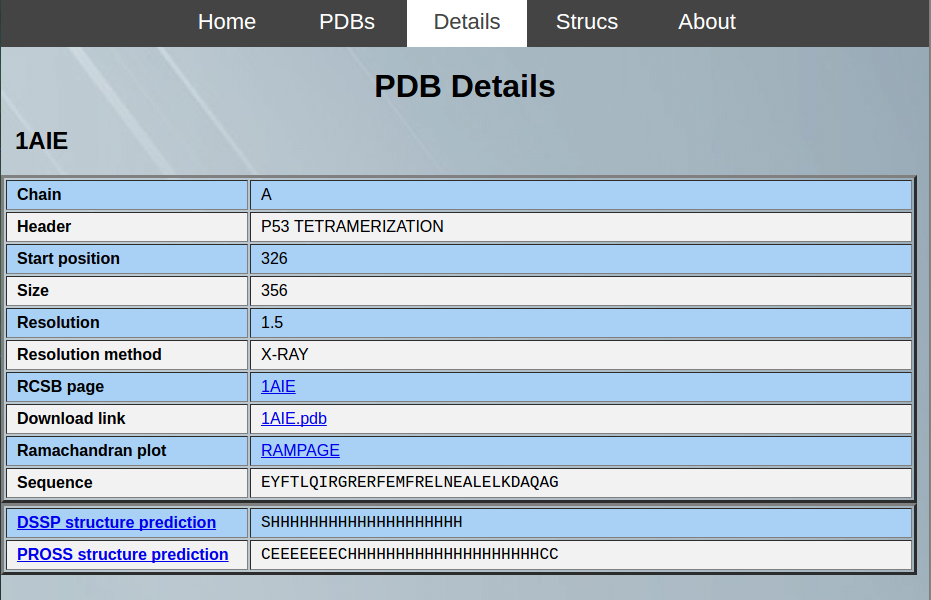 Home PDBs Details Strucs About
PDB Details
1AIE
Chain A
Header P53 TETRAMERIZATION
Start position 326
Size 356
Resolution 1.5
Resolution method X-RAY
RCSB page 1AIE
Download link 1AIE.pdb
Ramachandran plot RAMPAGE
Sequence EYFTLQIRGRERFEMFRELNEALELKDAQAG
DSSP structure prediction SHHHHHHHHHHHHHHHHHHHH
PROSS structure prediction CEEEEEEECHHHHHHHHHHHHHHHHHHHHCC